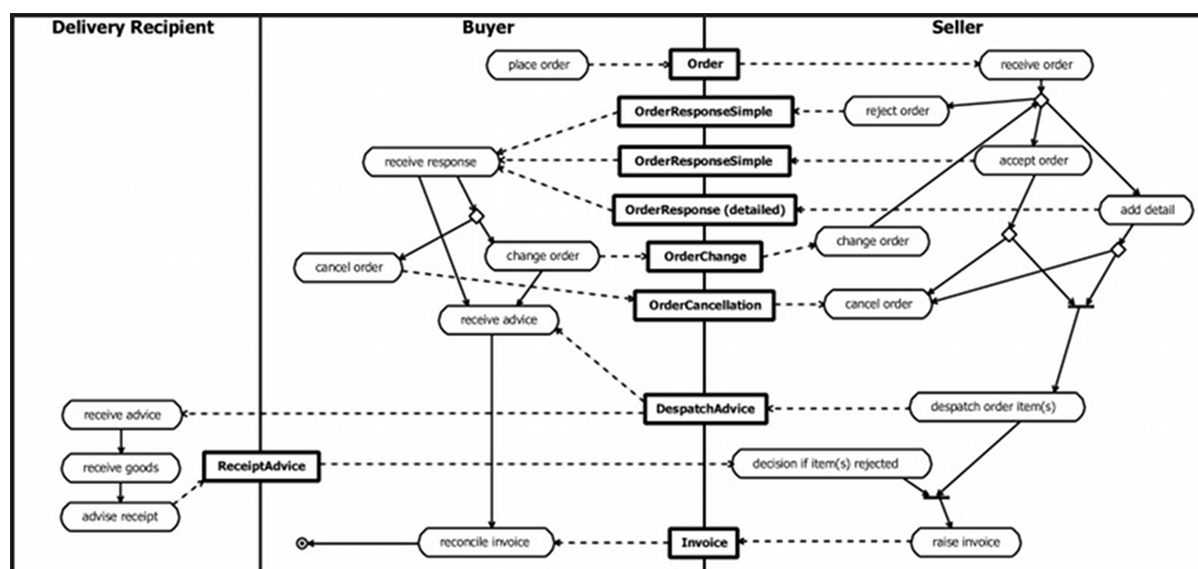 Delivery Recipient
Buyer
Seller
place order
Order
receive order
OrderResponseSimple
reject order
receive response
OrderResponseSimple
accept order
OrderResponse (detailed)
add detail
cancel order
change order
OrderChange
change order
receive advice
OrderCancellation
cancel order
receive advice
DespatchAdvice
despatch order item(s)
receive goods
ReceiptAdvice
decision if item(s) rejected
advise receipt
reconcile invoice
Invoice
raise invoice